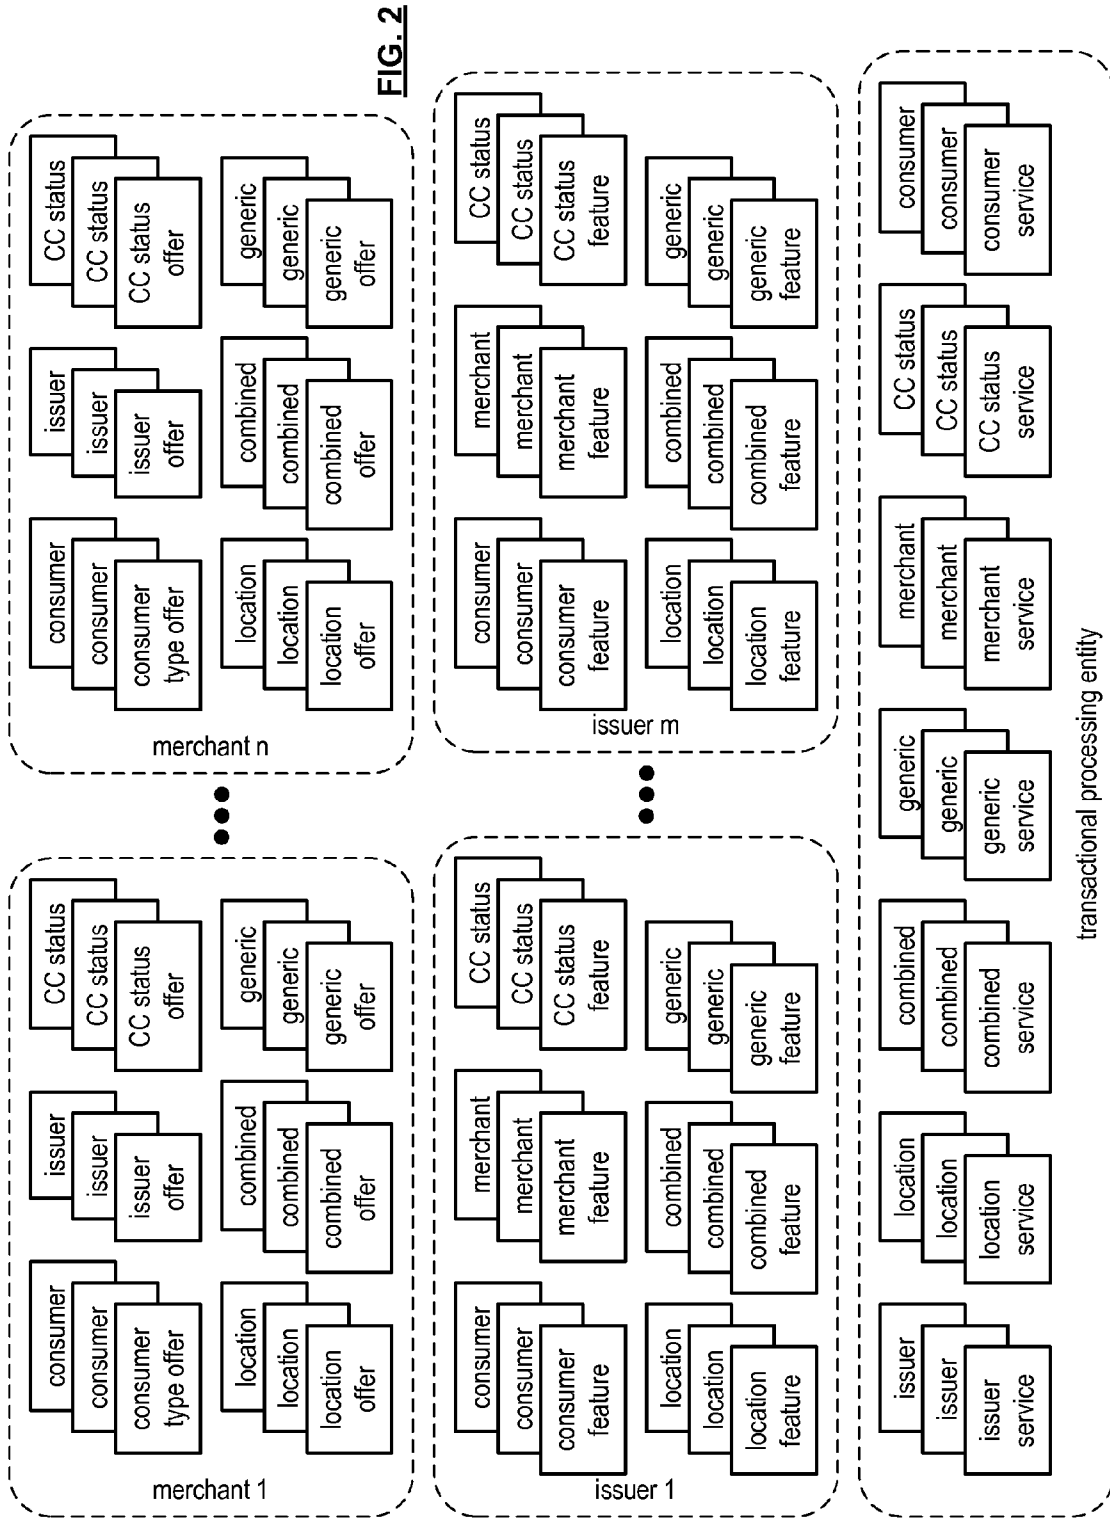 consumer
consumer
consumer
type offer
issuer
issuer
issuer
offer
CC status
CC status
CC status
offer
location
location
location
offer
combined
combined
combined
offer
generic
generic
generic
offer
merchant 1
consumer
consumer
consumer
type offer
issuer
issuer
issuer
offer
CC status
CC status
CC status
offer
location
location
location
offer
combined
combined
combined
offer
generic
generic
generic
offer
merchant n
FIG. 2
consumer
consumer
consumer
feature
merchant
merchant
merchant
feature
CC status
CC status
CC status
feature
location
location
location
feature
combined
combined
combined
feature
generic
generic
generic
feature
issuer 1
consumer
consumer
consumer
feature
merchant
merchant
merchant
feature
CC status
CC status
CC status
feature
location
location
location
feature
combined
combined
combined
feature
generic
generic
generic
feature
issuer m
issuer
issuer
issuer
service
location
location
location
service
combined
combined
combined
service
generic
generic
generic
service
merchant
merchant
merchant
service
CC status
CC status
CC status
service
consumer
consumer
consumer
service
transactional processing entity